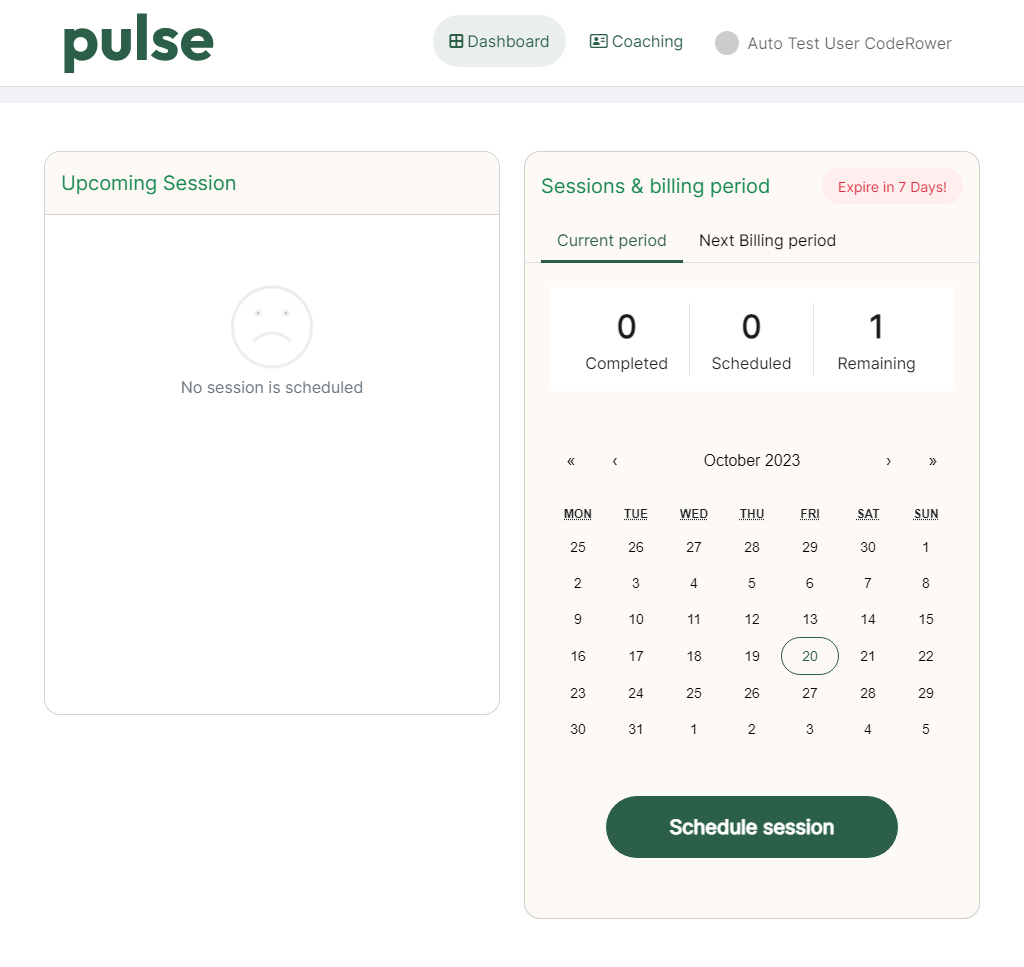 pulse
Dashboard
Coaching
Auto Test User CodeRower
Upcoming Session
No session is scheduled
Sessions & billing period
Expire in 7 Days!
Current period
Next Billing period
0 0 1
Completed Scheduled Remaining
« ‹ October 2023 › »
MON TUE WED THU FRI SAT SUN
25 26 27 28 29 30 1
2 3 4 5 6 7 8
9 10 11 12 13 14 15
16 17 18 19 20 21 22
23 24 25 26 27 28 29
30 31 1 2 3 4 5
Schedule session